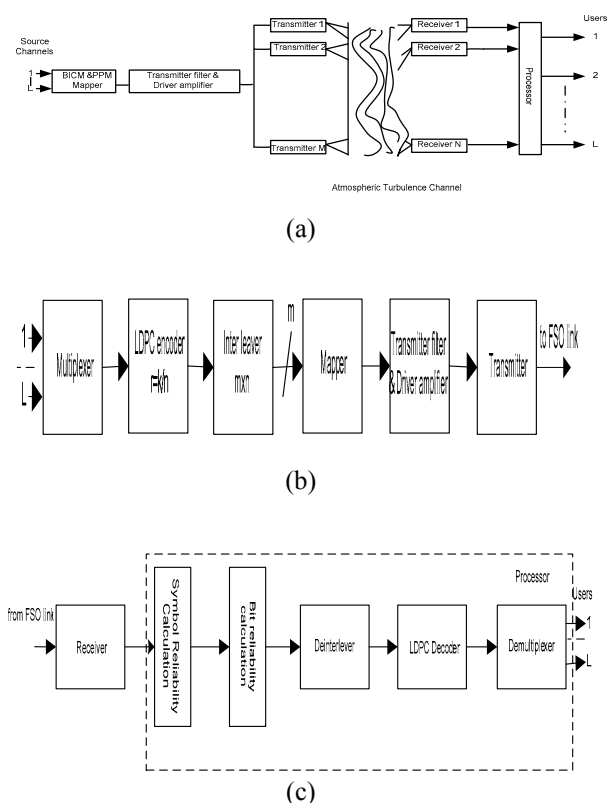 Source
Channels
1
L
BICM &PPM
Mapper
Transmitter filter &
Driver amplifier
Transmitter 1
Transmitter 2
Transmitter M
Receiver 1
Receiver 2
Receiver N
Processor
Users
1
2
L
Atmospheric Turbulence Channel
(a)
1
L
Multiplexer
LDPC encoder
r=k/n
Inter leaver
mxn
m
Mapper
Transmitter filter
& Driver amplifier
Transmitter
to FSO link
(b)
from FSO link
Receiver
Symbol Reliability
Calculation
Bit reliability
calculation
Deinterlever
LDPC Decoder
Demultiplexer
Processor
Users
1
L
(c)